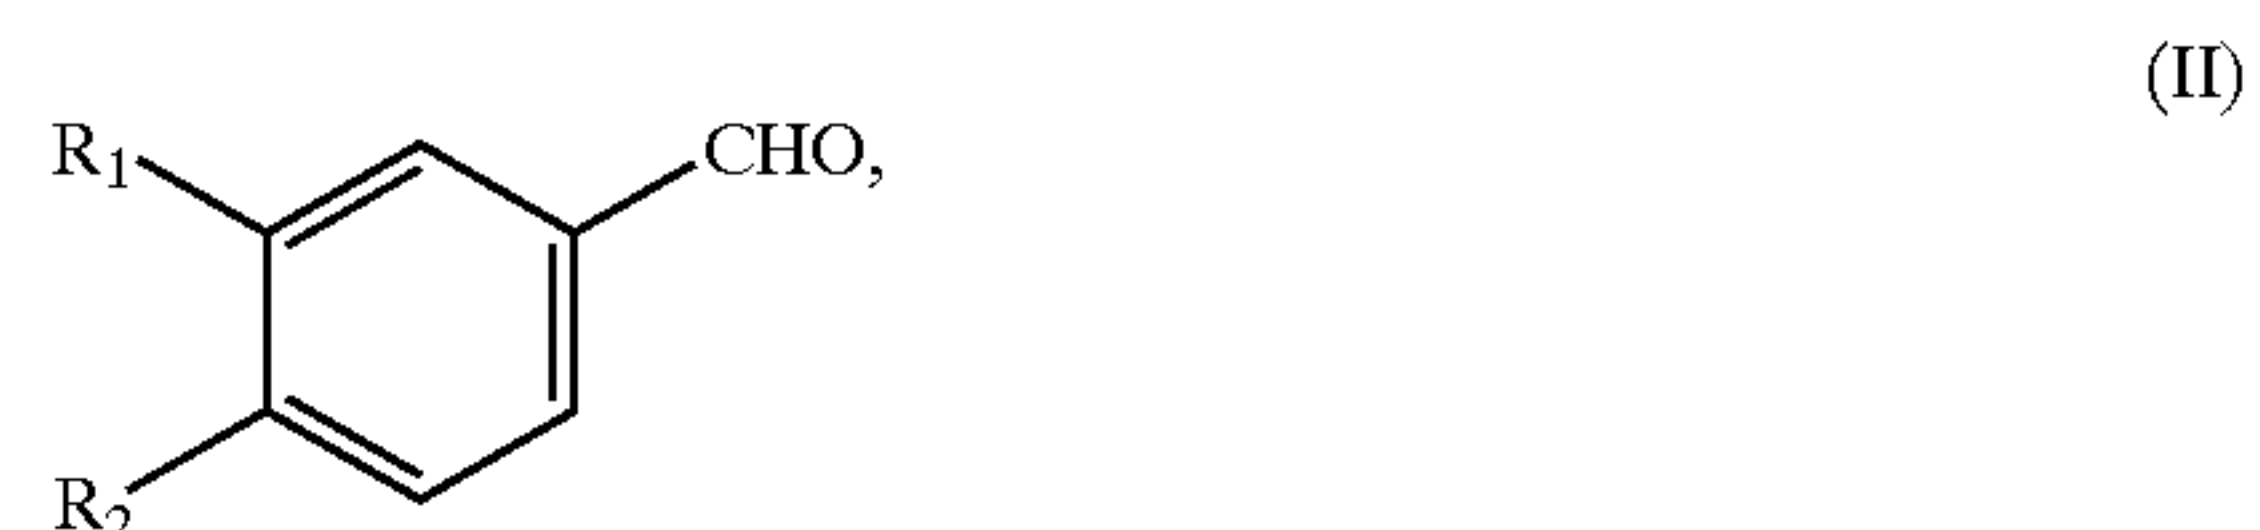 (II)
R₁
CHO,
R₂